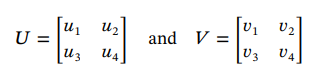 U = [u₁ u₂; u₃ u₄] and V = [v₁ v₂; v₃ v₄]